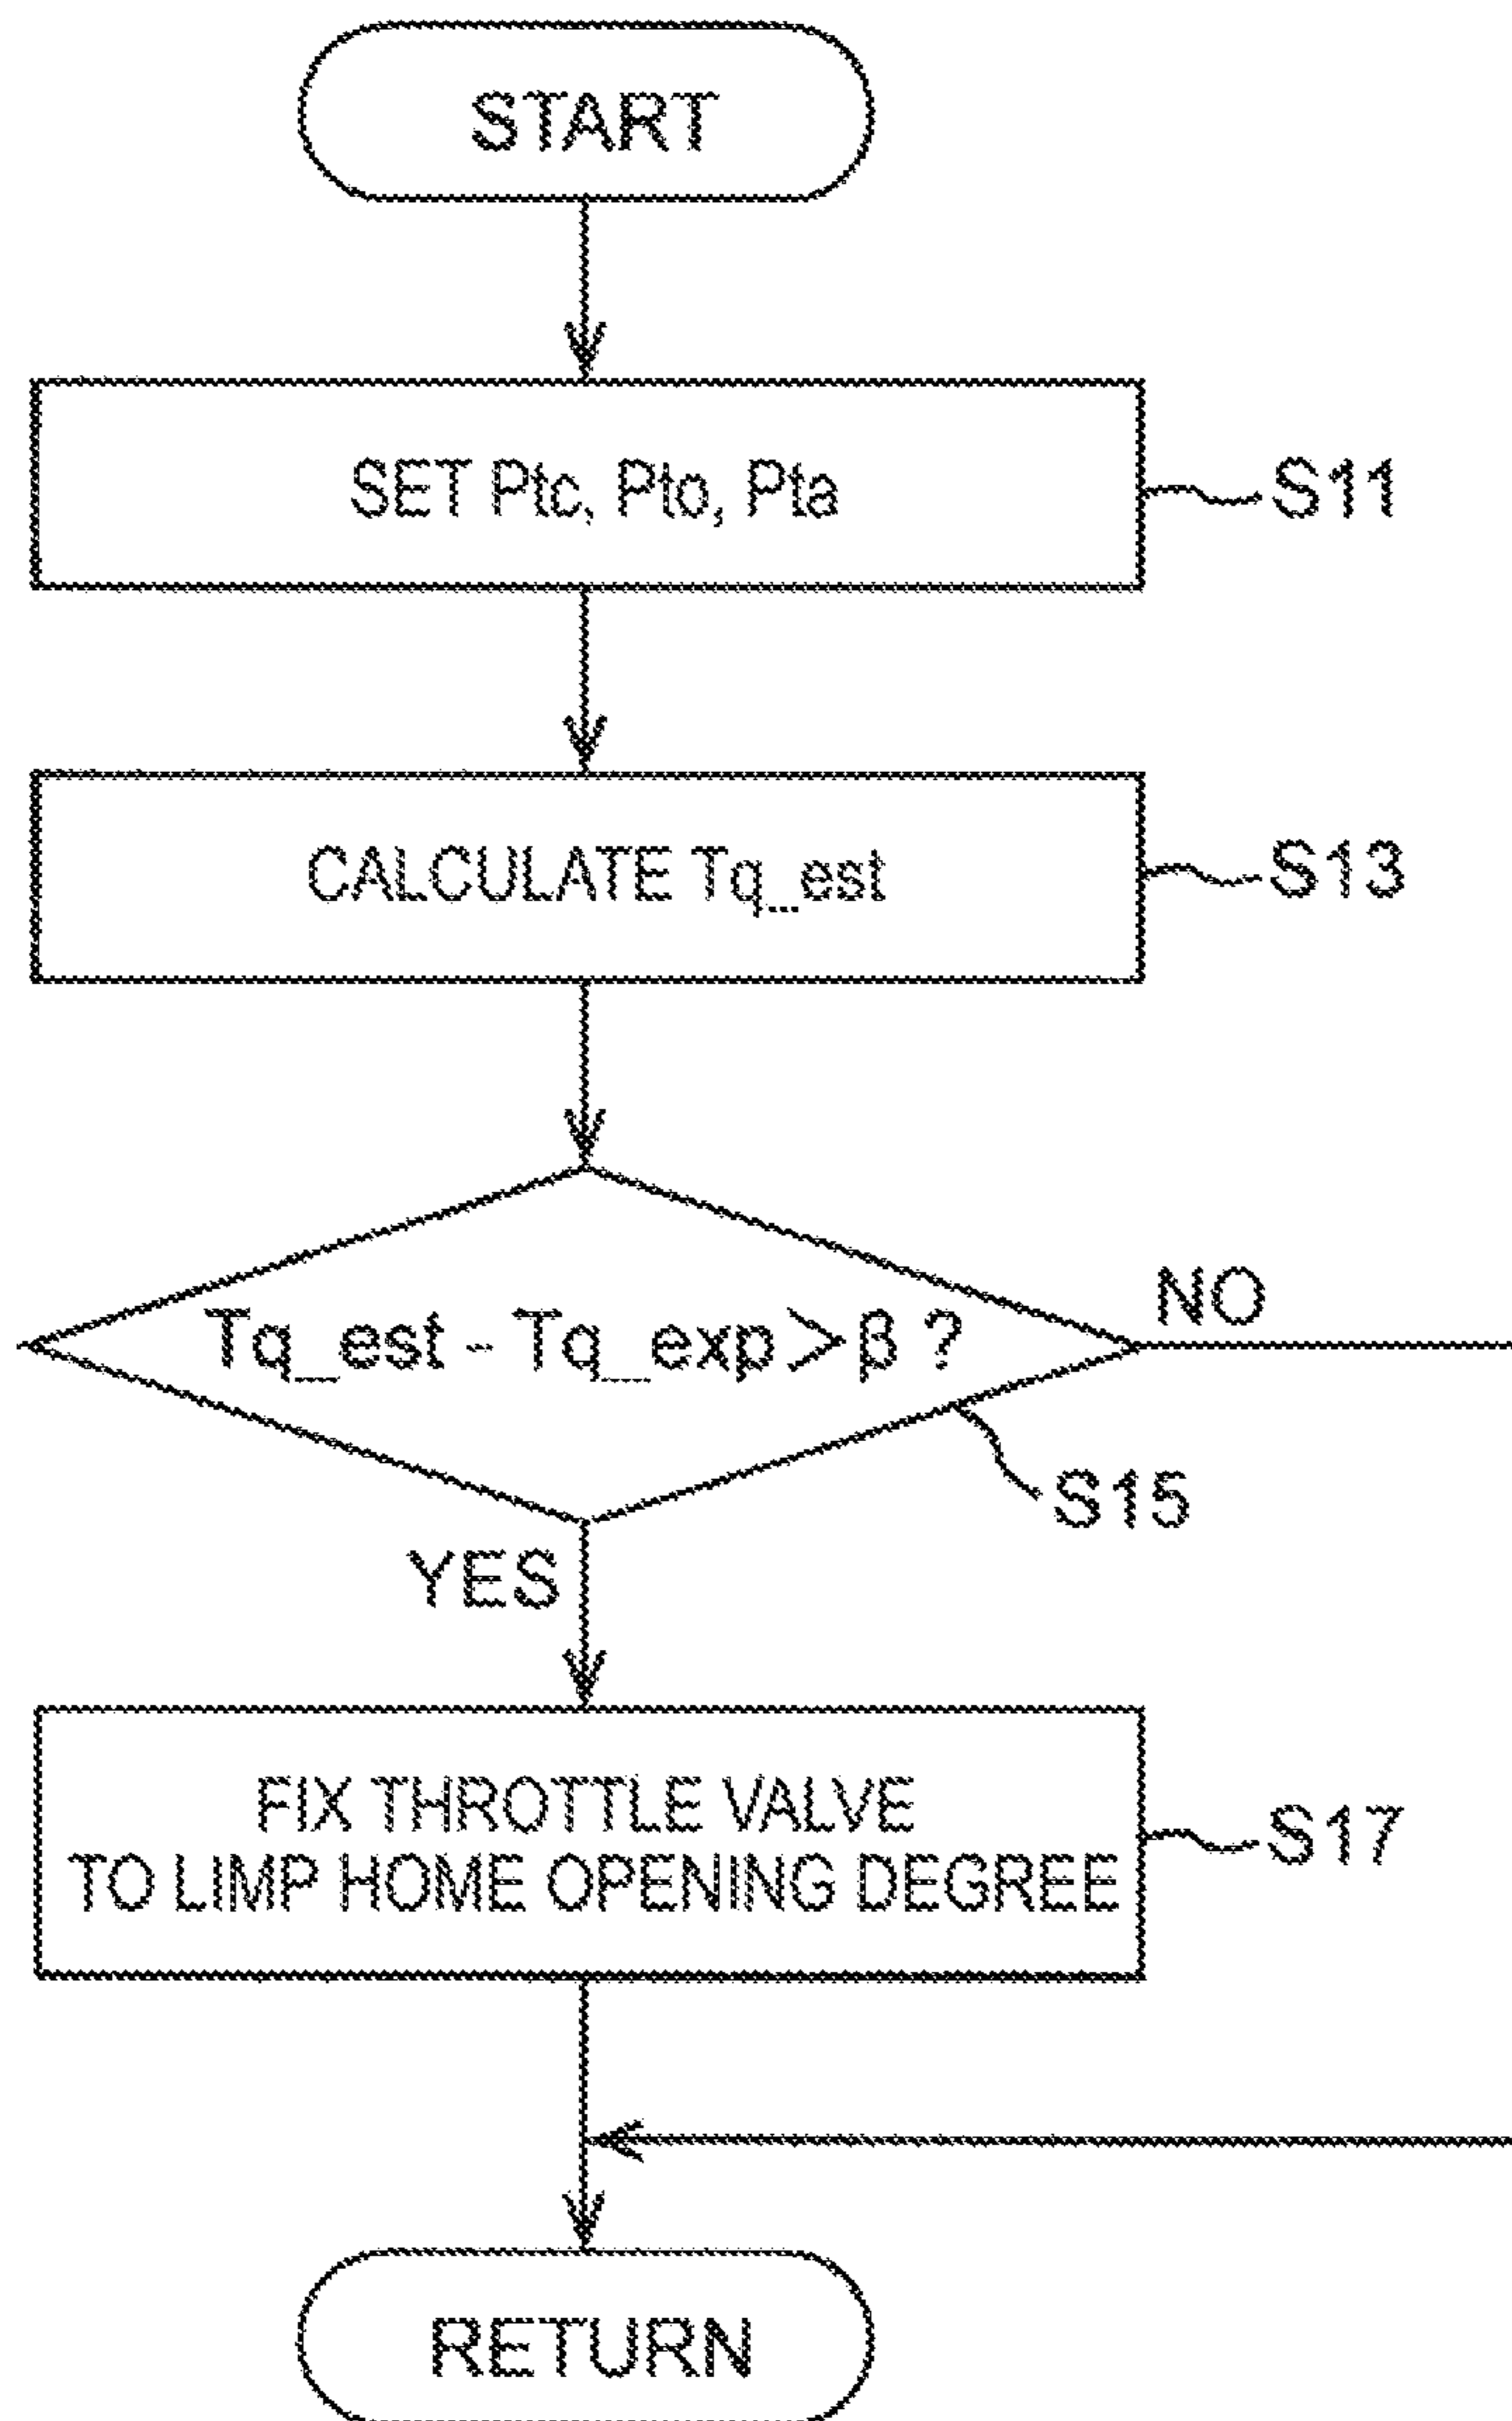 START
SET Ptc, Pto, Pta
S11
CALCULATE Tq_est
S13
Tq_est - Tq_exp＞β ?
NO
S15
YES
FIX THROTTLE VALVE
TO LIMP HOME OPENING DEGREE
S17
RETURN